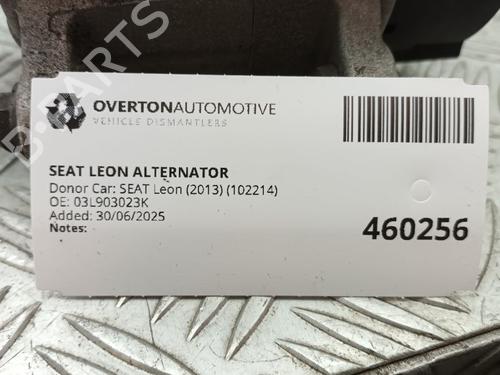 B-PARTS
OVERTONAUTOMOTIVE
VEHICLE DISMANTLERS
SEAT LEON ALTERNATOR
Donor Car: SEAT Leon (2013) (102214)
OE: 03L903023K
Added: 30/06/2025
Notes:
460256